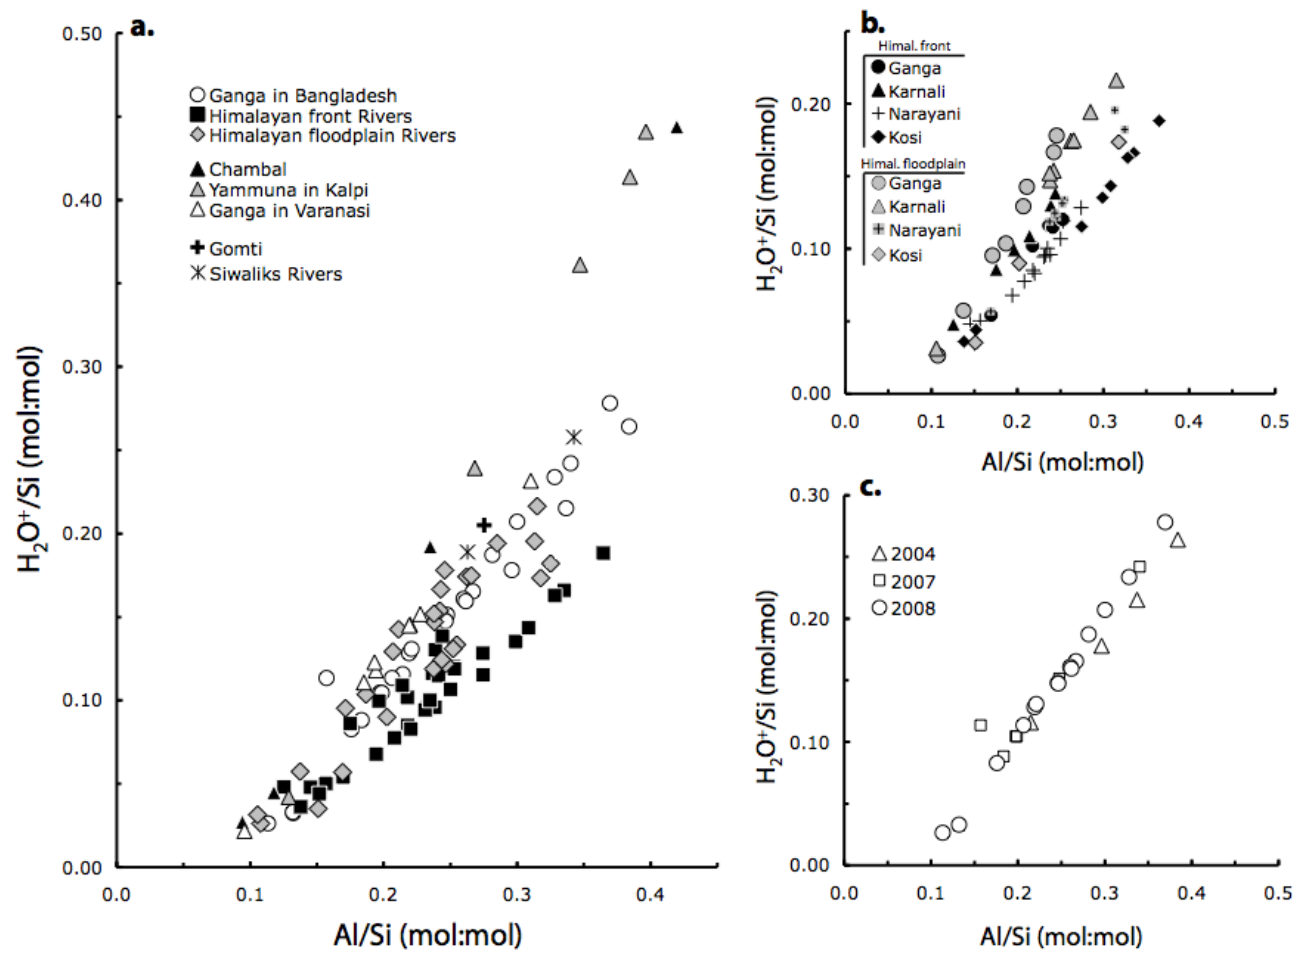 a.
0.50
0.40
0.30
0.20
0.10
0.00
H₂O⁺/Si (mol:mol)
Ganga in Bangladesh
Himalayan front Rivers
Himalayan floodplain Rivers
Chambal
Yammuna in Kalpi
Ganga in Varanasi
Gomti
Siwaliks Rivers
0.0 0.1 0.2 0.3 0.4
Al/Si (mol:mol)
b.
Himal. front
Ganga
Karnali
Narayani
Kosi
Himal. floodplain
Ganga
Karnali
Narayani
Kosi
0.20
0.10
0.00
H₂O⁺/Si (mol:mol)
0.0 0.1 0.2 0.3 0.4 0.5
Al/Si (mol:mol)
c.
0.30
0.20
0.10
0.00
H₂O⁺/Si (mol:mol)
2004
2007
2008
0.0 0.1 0.2 0.3 0.4 0.5
Al/Si (mol:mol)